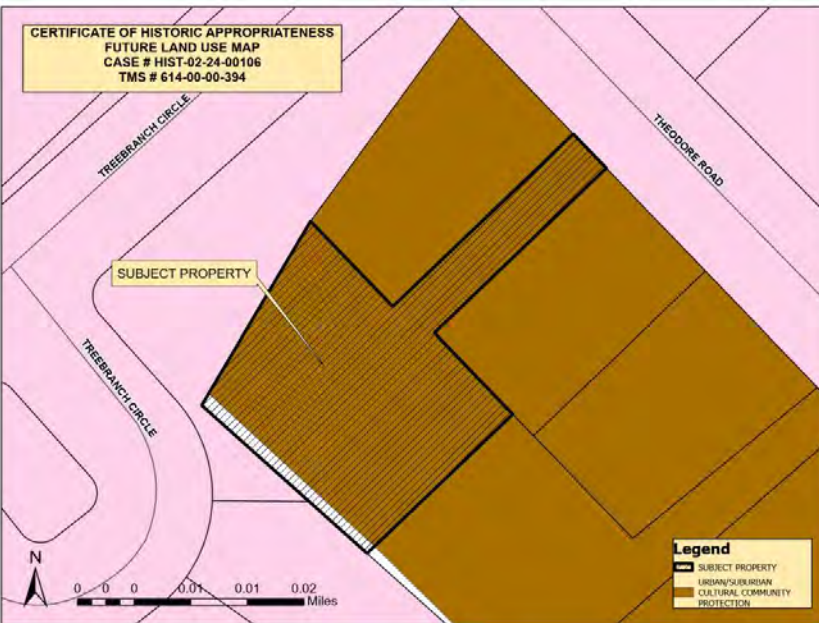 CERTIFICATE OF HISTORIC APPROPRIATENESS
FUTURE LAND USE MAP
CASE # HIST-02-24-00106
TMS # 614-00-00-394
TREEBRANCH CIRCLE
THEODORE ROAD
SUBJECT PROPERTY
TREEBRANCH CIRCLE
N
0 0 0 0.01 0.01 0.02
Miles
Legend
SUBJECT PROPERTY
URBAN/SUBURBAN
CULTURAL COMMUNITY
PROTECTION